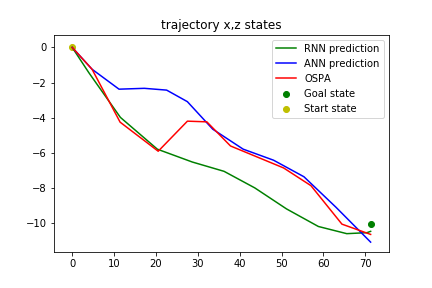 trajectory x,z states
RNN prediction
ANN prediction
OSPA
Goal state
Start state
0
−2
−4
−6
−8
−10
0 10 20 30 40 50 60 70